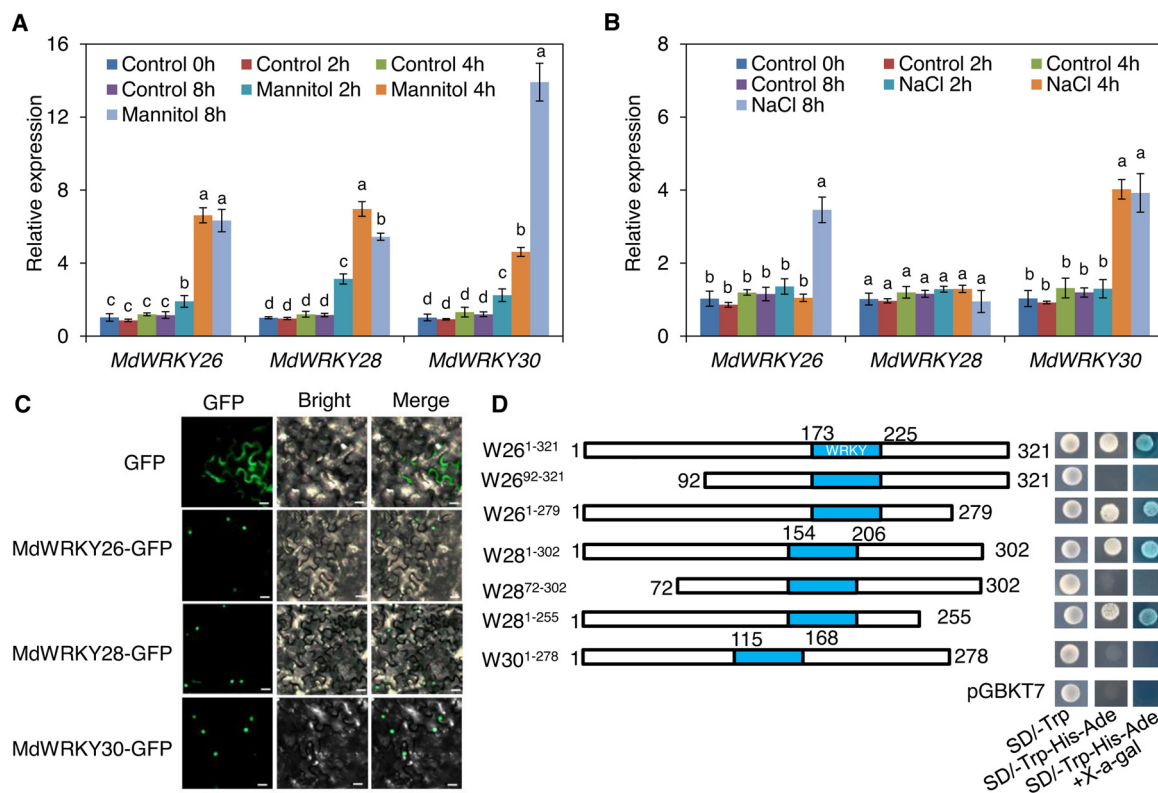 A
16
12
8
4
0
Relative expression
Control 0h Control 2h Control 4h
Control 8h Mannitol 2h Mannitol 4h
Mannitol 8h
c c c c b a a
d d d d c a b
d d d d c b a
MdWRKY26 MdWRKY28 MdWRKY30
B
8
6
4
2
0
Relative expression
Control 0h Control 2h Control 4h
Control 8h NaCl 2h NaCl 4h
NaCl 8h
b b b b b b a
a a a a a a a
b b b b b a a
MdWRKY26 MdWRKY28 MdWRKY30
C
GFP Bright Merge
GFP
MdWRKY26-GFP
MdWRKY28-GFP
MdWRKY30-GFP
D
173 225
W26¹⁻³²¹ 1 WRKY 321
W26⁹²⁻³²¹ 92 321
W26¹⁻²⁷⁹ 1 279
154 206
W28¹⁻³⁰² 1 302
W28⁷²⁻³⁰² 72 302
W28¹⁻²⁵⁵ 1 255
115 168
W30¹⁻²⁷⁸ 1 278
pGBKT7
SD/-Trp
SD/-Trp-His-Ade
SD/-Trp-His-Ade
+X-a-gal